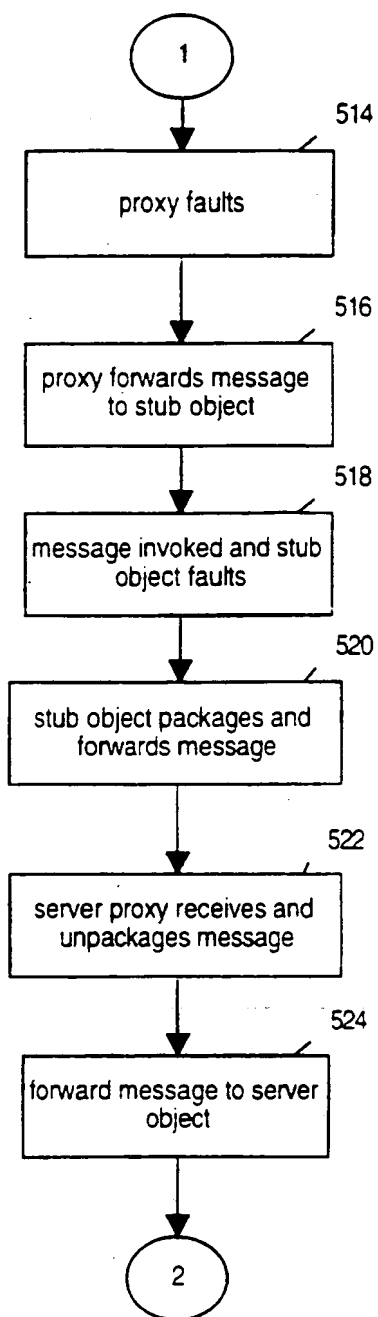 1
514
proxy faults
516
proxy forwards message
to stub object
518
message invoked and stub
object faults
520
stub object packages and
forwards message
522
server proxy receives and
unpackages message
524
forward message to server
object
2